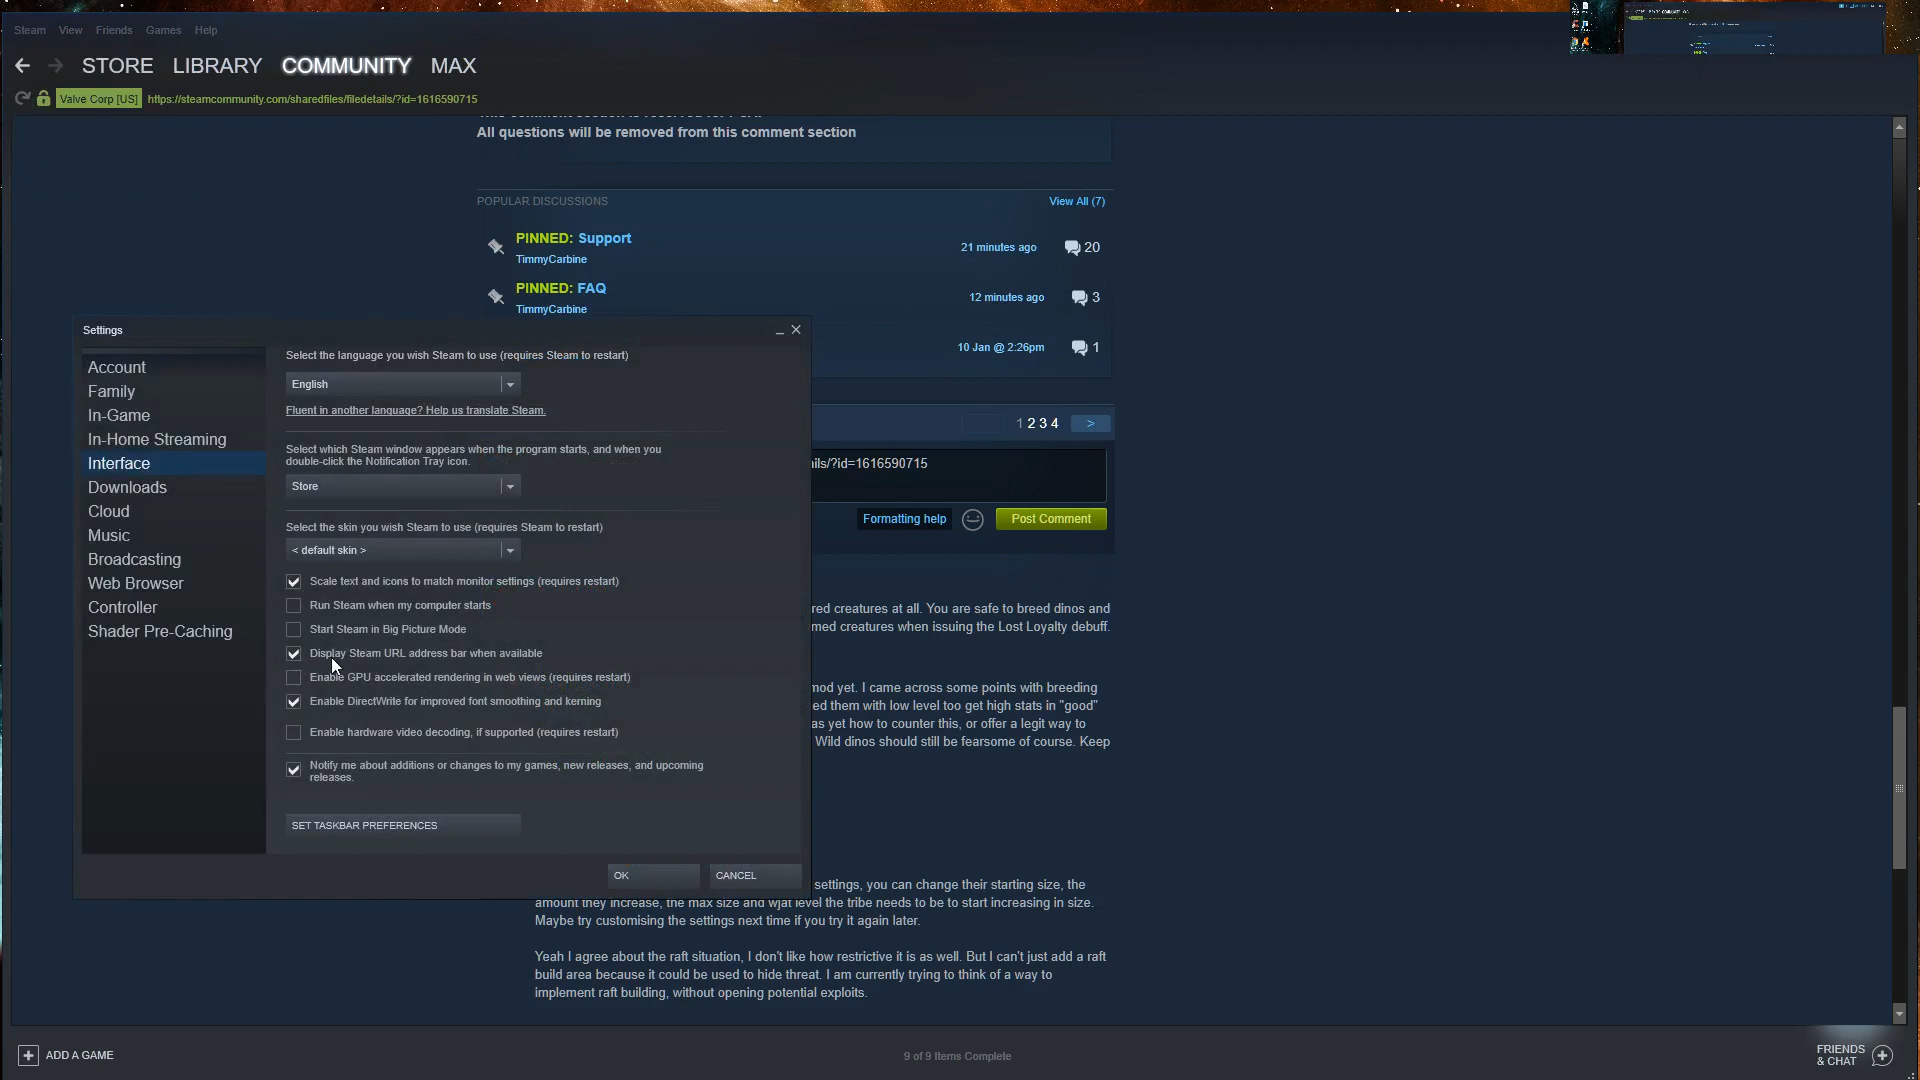 Steam View Friends Games Help
STORE LIBRARY COMMUNITY MAX
Valve Corp [US] https://steamcommunity.com/sharedfiles/filedetails/?id=1616590715
All questions will be removed from this comment section
POPULAR DISCUSSIONS View All (7)
PINNED: Support
21 minutes ago 20
TimmyCarbine
PINNED: FAQ
12 minutes ago 3
TimmyCarbine
10 Jan @ 2:26pm 1
1 2 3 4 >
ils/?id=1616590715
Formatting help Post Comment
red creatures at all. You are safe to breed dinos and
med creatures when issuing the Lost Loyalty debuff.
mod yet. I came across some points with breeding
ed them with low level too get high stats in "good"
as yet how to counter this, or offer a legit way to
Wild dinos should still be fearsome of course. Keep
settings, you can change their starting size, the
amount they increase, the max size and wjat level the tribe needs to be to start increasing in size.
Maybe try customising the settings next time if you try it again later.
Yeah I agree about the raft situation, I don't like how restrictive it is as well. But I can't just add a raft
build area because it could be used to hide threat. I am currently trying to think of a way to
implement raft building, without opening potential exploits.
Settings
Account
Family
In-Game
In-Home Streaming
Interface
Downloads
Cloud
Music
Broadcasting
Web Browser
Controller
Shader Pre-Caching
Select the language you wish Steam to use (requires Steam to restart)
English
Fluent in another language? Help us translate Steam.
Select which Steam window appears when the program starts, and when you
double-click the Notification Tray icon.
Store
Select the skin you wish Steam to use (requires Steam to restart)
< default skin >
Scale text and icons to match monitor settings (requires restart)
Run Steam when my computer starts
Start Steam in Big Picture Mode
Display Steam URL address bar when available
Enable GPU accelerated rendering in web views (requires restart)
Enable DirectWrite for improved font smoothing and kerning
Enable hardware video decoding, if supported (requires restart)
Notify me about additions or changes to my games, new releases, and upcoming
releases.
SET TASKBAR PREFERENCES
OK CANCEL
ADD A GAME
9 of 9 Items Complete
FRIENDS
& CHAT